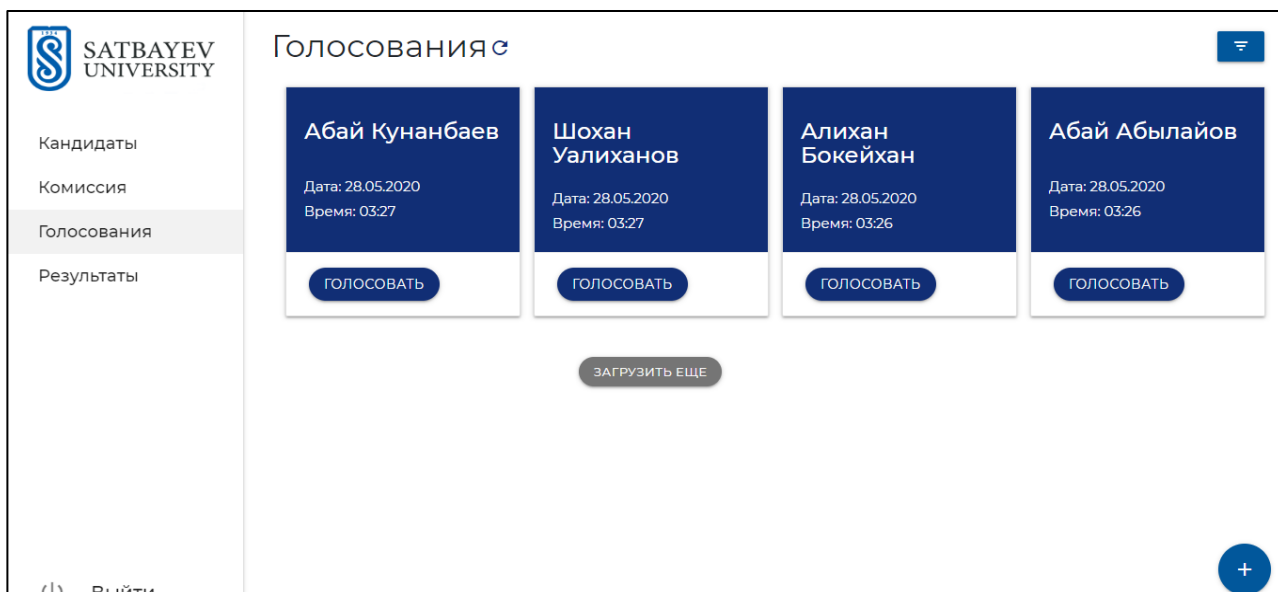 SATBAYEV
UNIVERSITY
Кандидаты
Комиссия
Голосования
Результаты
Выйти
Голосования
Абай Кунанбаев
Дата: 28.05.2020
Время: 03:27
ГОЛОСОВАТЬ
Шохан
Уалиханов
Дата: 28.05.2020
Время: 03:27
ГОЛОСОВАТЬ
Алихан
Бокейхан
Дата: 28.05.2020
Время: 03:26
ГОЛОСОВАТЬ
Абай Абылайов
Дата: 28.05.2020
Время: 03:26
ГОЛОСОВАТЬ
ЗАГРУЗИТЬ ЕЩЕ
+